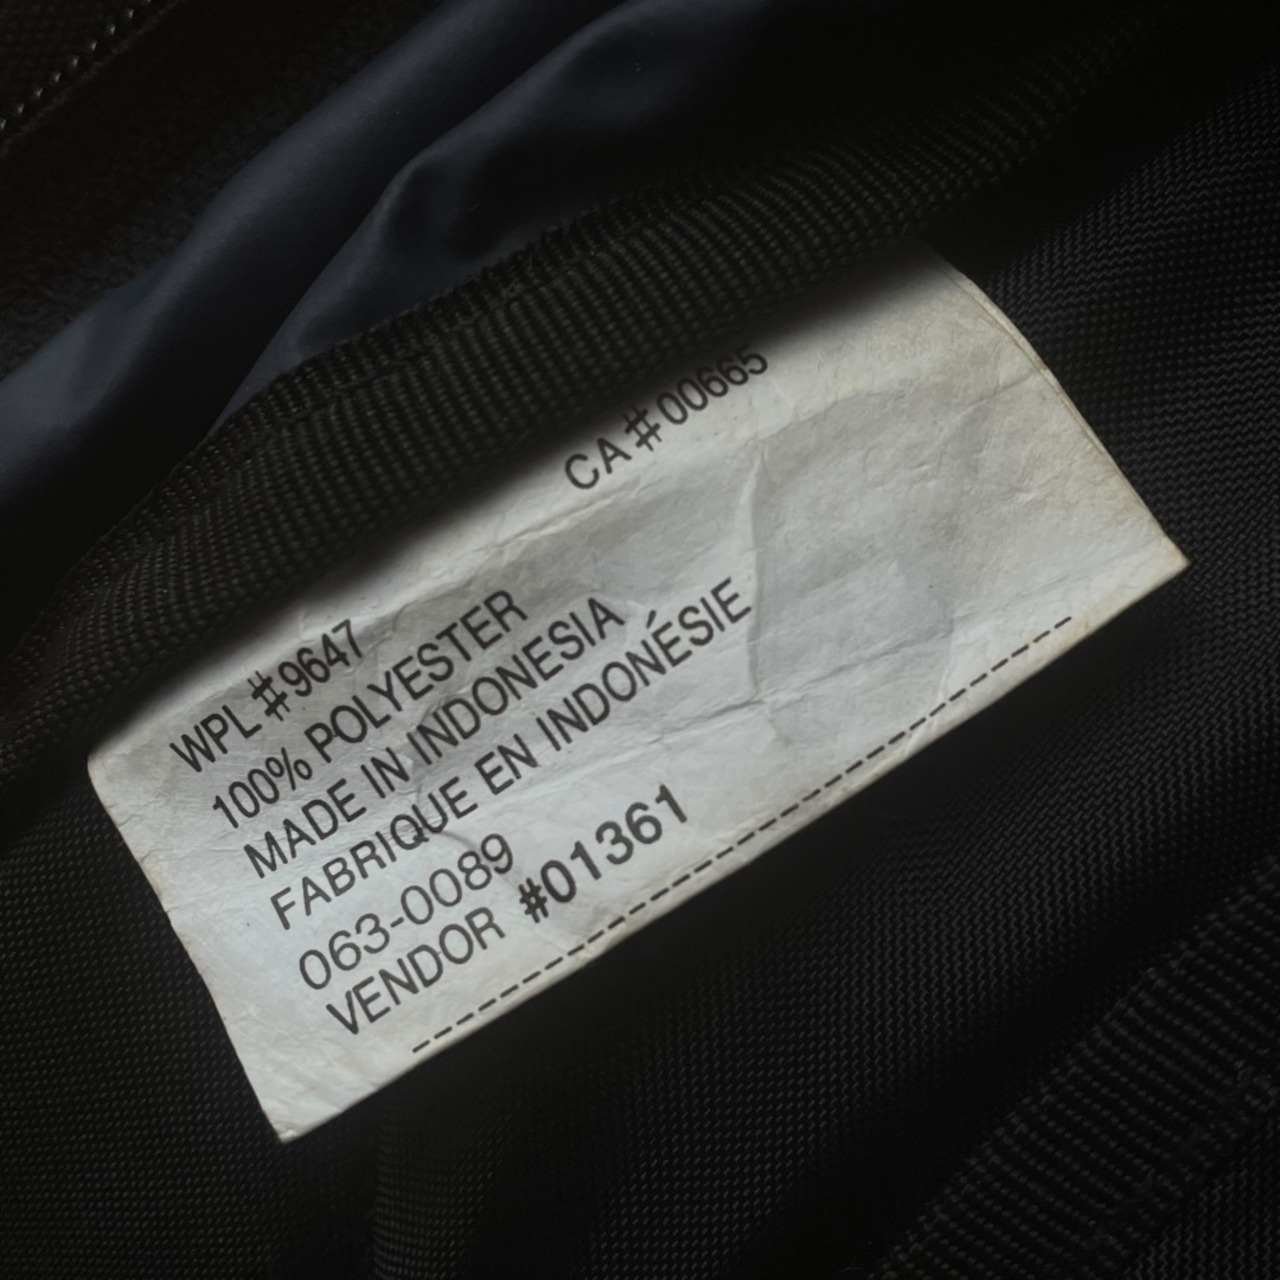 CA#00665
WPL#9647
100% POLYESTER
MADE IN INDONESIA
FABRIQUE EN INDONÉSIE
063-0089
VENDOR #01361